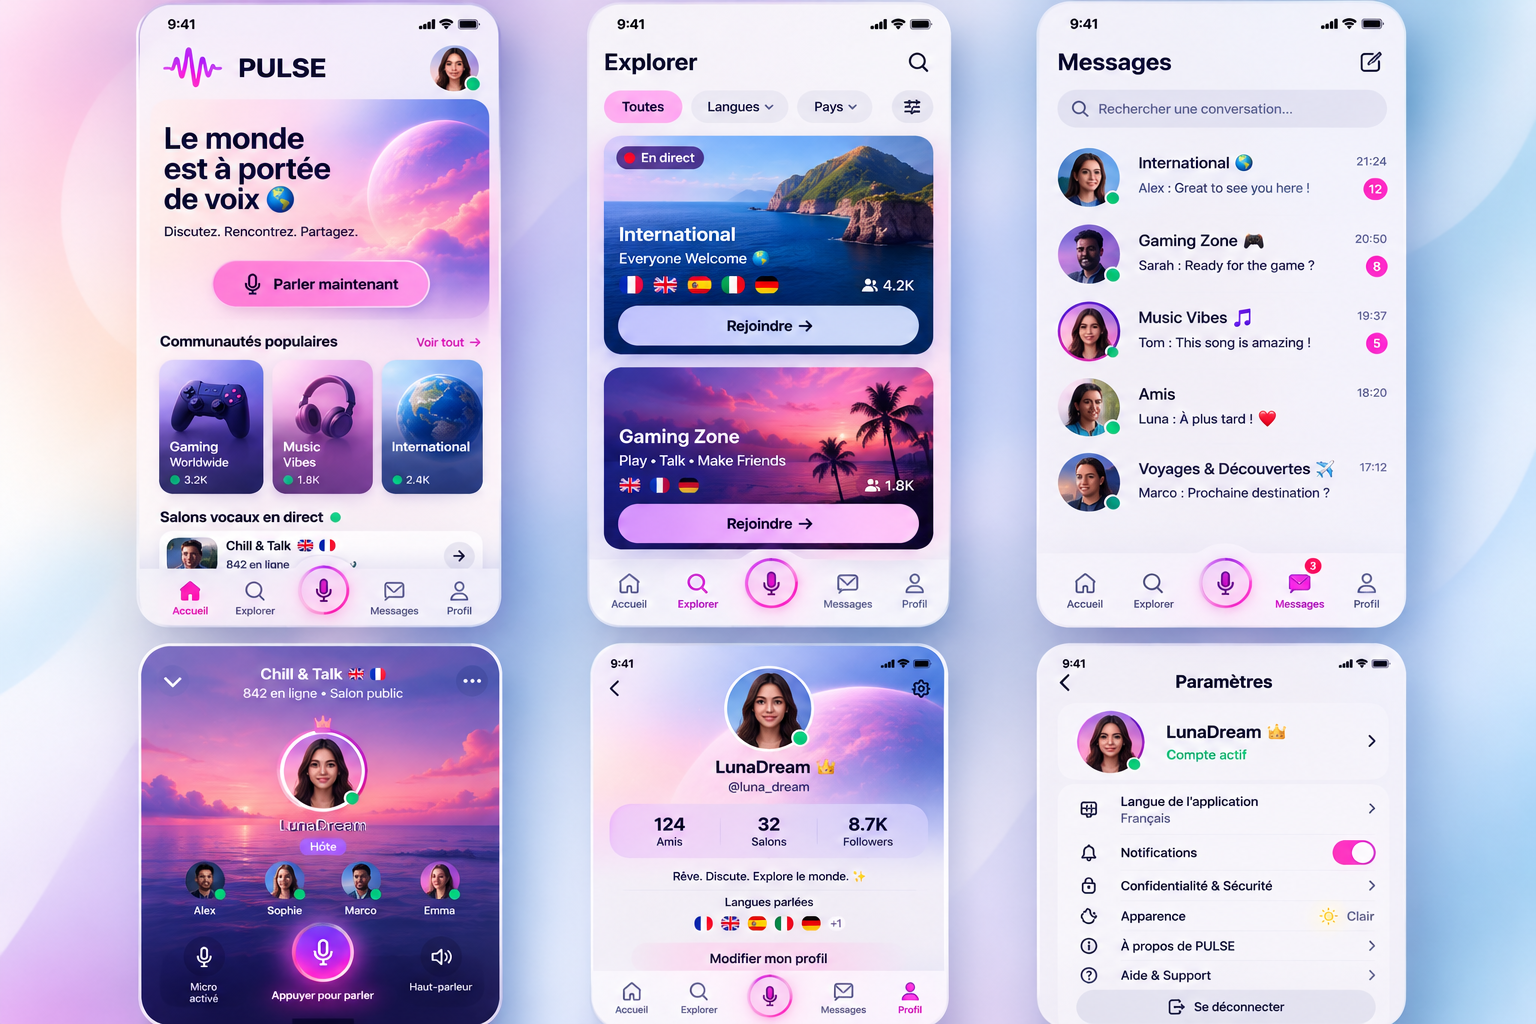 9:41
PULSE
Le monde
est à portée
de voix 🌎
Discutez. Rencontrez. Partagez.
Parler maintenant
Communautés populaires
Voir tout →
Gaming
Worldwide
3.2K
Music
Vibes
1.8K
International
2.4K
Salons vocaux en direct
Chill & Talk 🇬🇧 🇫🇷
842 en ligne
Accueil
Explorer
Messages
Profil
9:41
Explorer
Toutes
Langues
Pays
En direct
International
Everyone Welcome 🌎
4.2K
Rejoindre →
Gaming Zone
Play • Talk • Make Friends
1.8K
Rejoindre →
Accueil
Explorer
Messages
Profil
9:41
Messages
Rechercher une conversation...
International 🌎
21:24
Alex : Great to see you here !
12
Gaming Zone 🎮
20:50
Sarah : Ready for the game ?
8
Music Vibes 🎵
19:37
Tom : This song is amazing !
5
Amis
18:20
Luna : À plus tard ! ❤️
Voyages & Découvertes ✈️
17:12
Marco : Prochaine destination ?
3
Accueil
Explorer
Messages
Profil
Chill & Talk 🇬🇧 🇫🇷
842 en ligne • Salon public
LunaDream
Hôte
Alex
Sophie
Marco
Emma
Micro
activé
Appuyer pour parler
Haut-parleur
9:41
LunaDream 👑
@luna_dream
124
Amis
32
Salons
8.7K
Followers
Rêve. Discute. Explore le monde. ✨
Langues parlées
+1
Modifier mon profil
Accueil
Explorer
Messages
Profil
9:41
Paramètres
LunaDream 👑
Compte actif
Langue de l'application
Français
Notifications
Confidentialité & Sécurité
Apparence
Clair
À propos de PULSE
Aide & Support
Se déconnecter